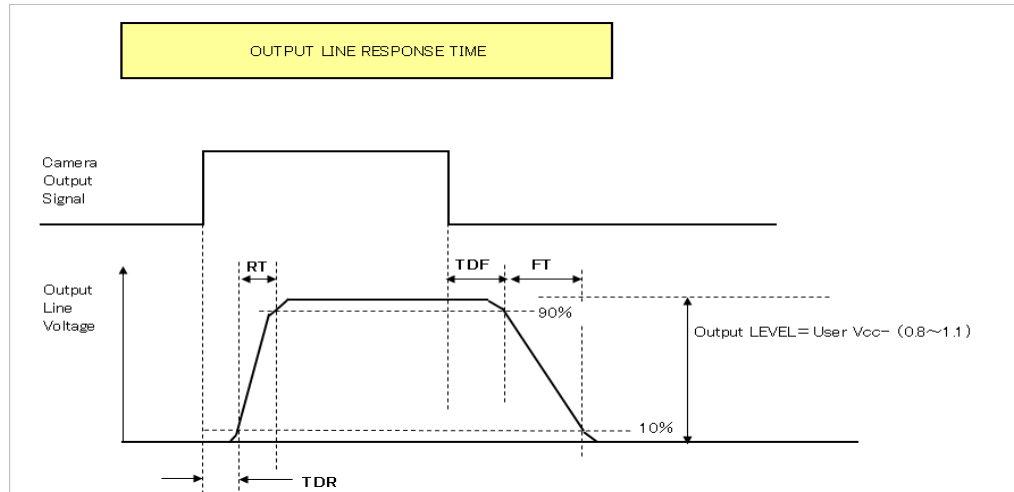 OUTPUT LINE RESPONSE TIME
Camera
Output
Signal
RT
TDF
FT
Output
Line
Voltage
90%
Output LEVEL=User Vcc-（0.8～1.1）
10%
TDR